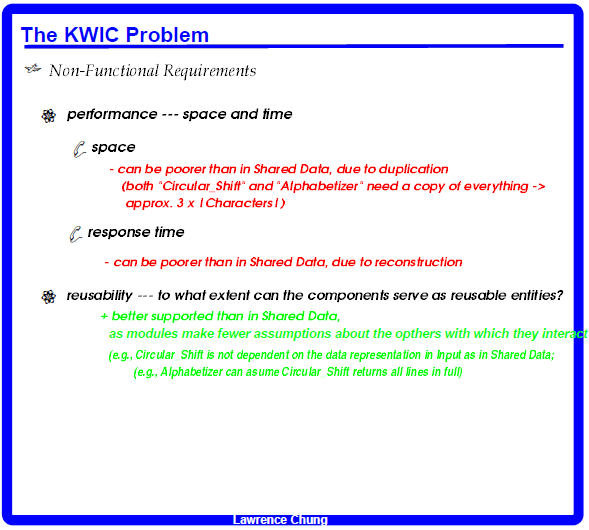 The KWIC Problem
Non-Functional Requirements
performance --- space and time
space
- can be poorer than in Shared Data, due to duplication
(both "Circular_Shift" and "Alphabetizer" need a copy of everything ->
approx. 3 x |Characters| )
response time
- can be poorer than in Shared Data, due to reconstruction
reusability --- to what extent can the components serve as reusable entities?
+ better supported than in Shared Data,
as modules make fewer assumptions about the opthers with which they interact
(e.g., Circular_Shift is not dependent on the data representation in Input as in Shared Data;
(e.g., Alphabetizer can asume Circular_Shift returns all lines in full)
Lawrence Chung